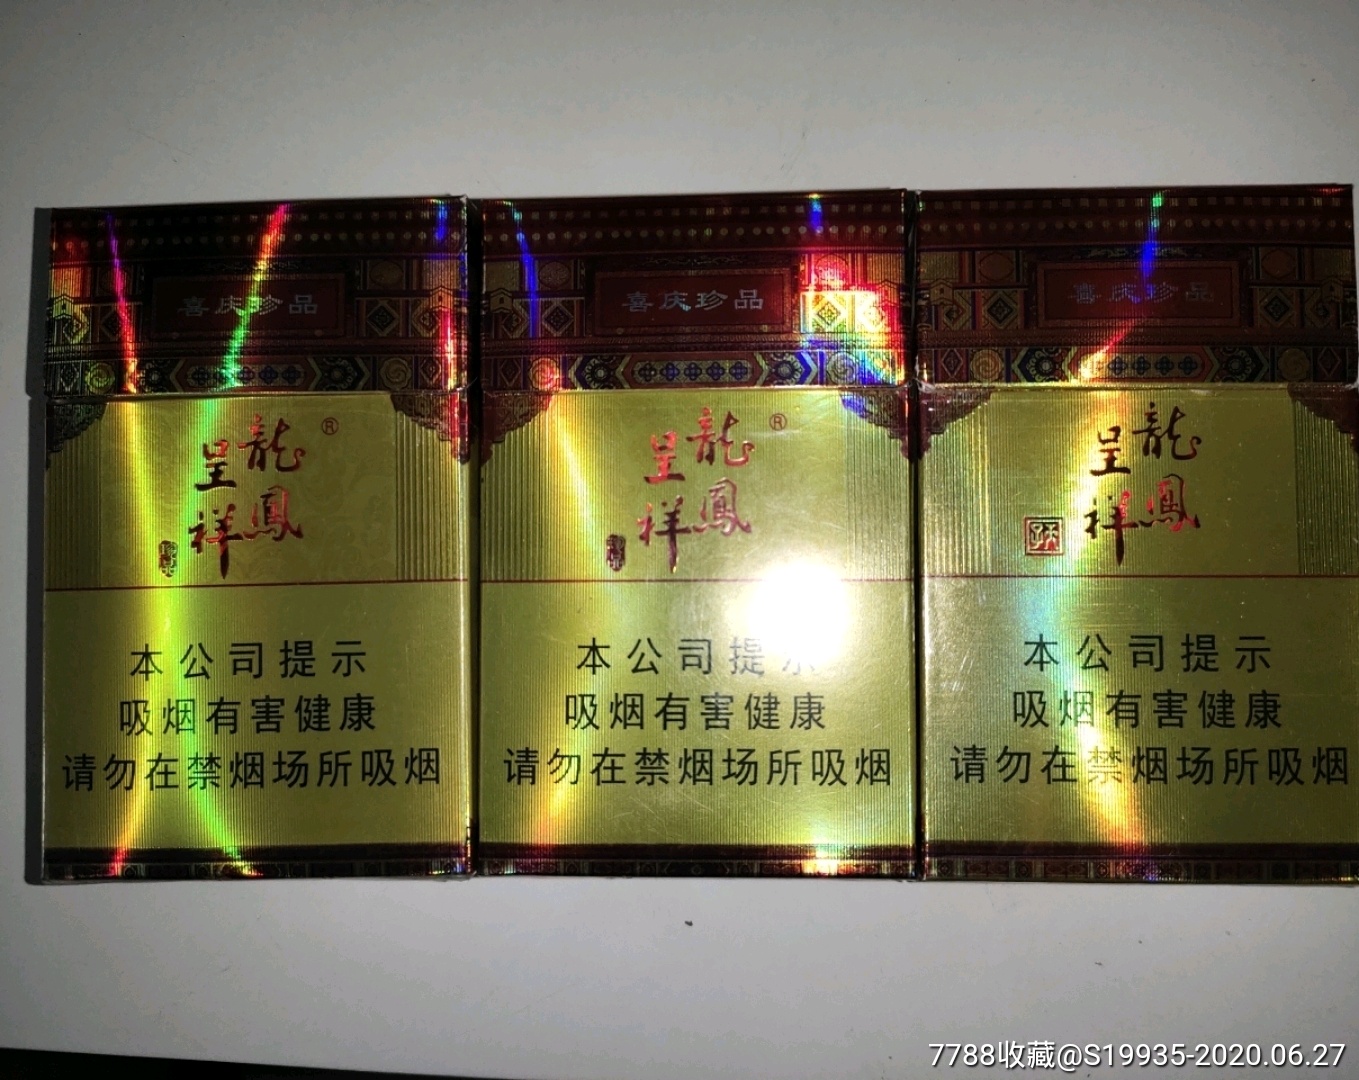 喜庆珍品
龍鳳
呈祥
®
本公司提示
吸烟有害健康
请勿在禁烟场所吸烟
喜庆珍品
龍鳳
呈祥
®
本公司提示
吸烟有害健康
请勿在禁烟场所吸烟
喜庆珍品
龍鳳
呈祥
本公司提示
吸烟有害健康
请勿在禁烟场所吸烟
7788收藏@S19935-2020.06.27